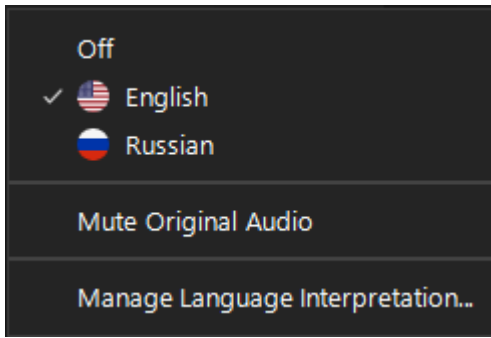 Off
English
Russian
Mute Original Audio
Manage Language Interpretation...